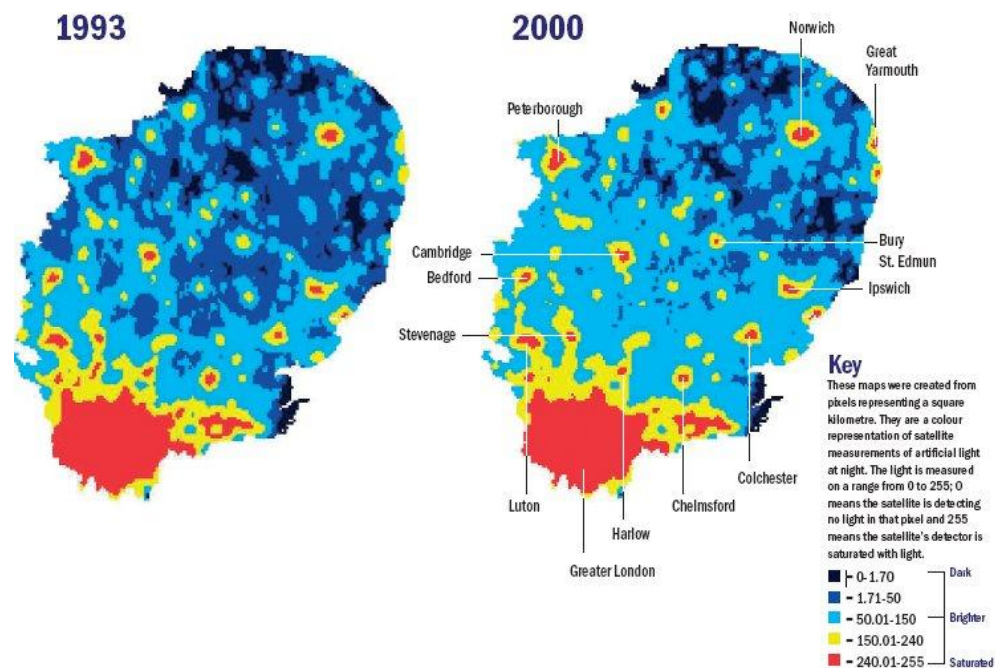 1993
2000
Norwich
Great
Yarmouth
Peterborough
Cambridge
Bedford
Stevenage
Bury
St. Edmun
Ipswich
Colchester
Chelmsford
Luton
Harlow
Greater London
Key
These maps were created from
pixels representing a square
kilometre. They are a colour
representation of satellite
measurements of artificial light
at night. The light is measured
on a range from 0 to 255; 0
means the satellite is detecting
no light in that pixel and 255
means the satellite's detector is
saturated with light.
- 0-1.70 Dark
- 1.71-50
- 50.01-150 Brighter
- 150.01-240
- 240.01-255 Saturated